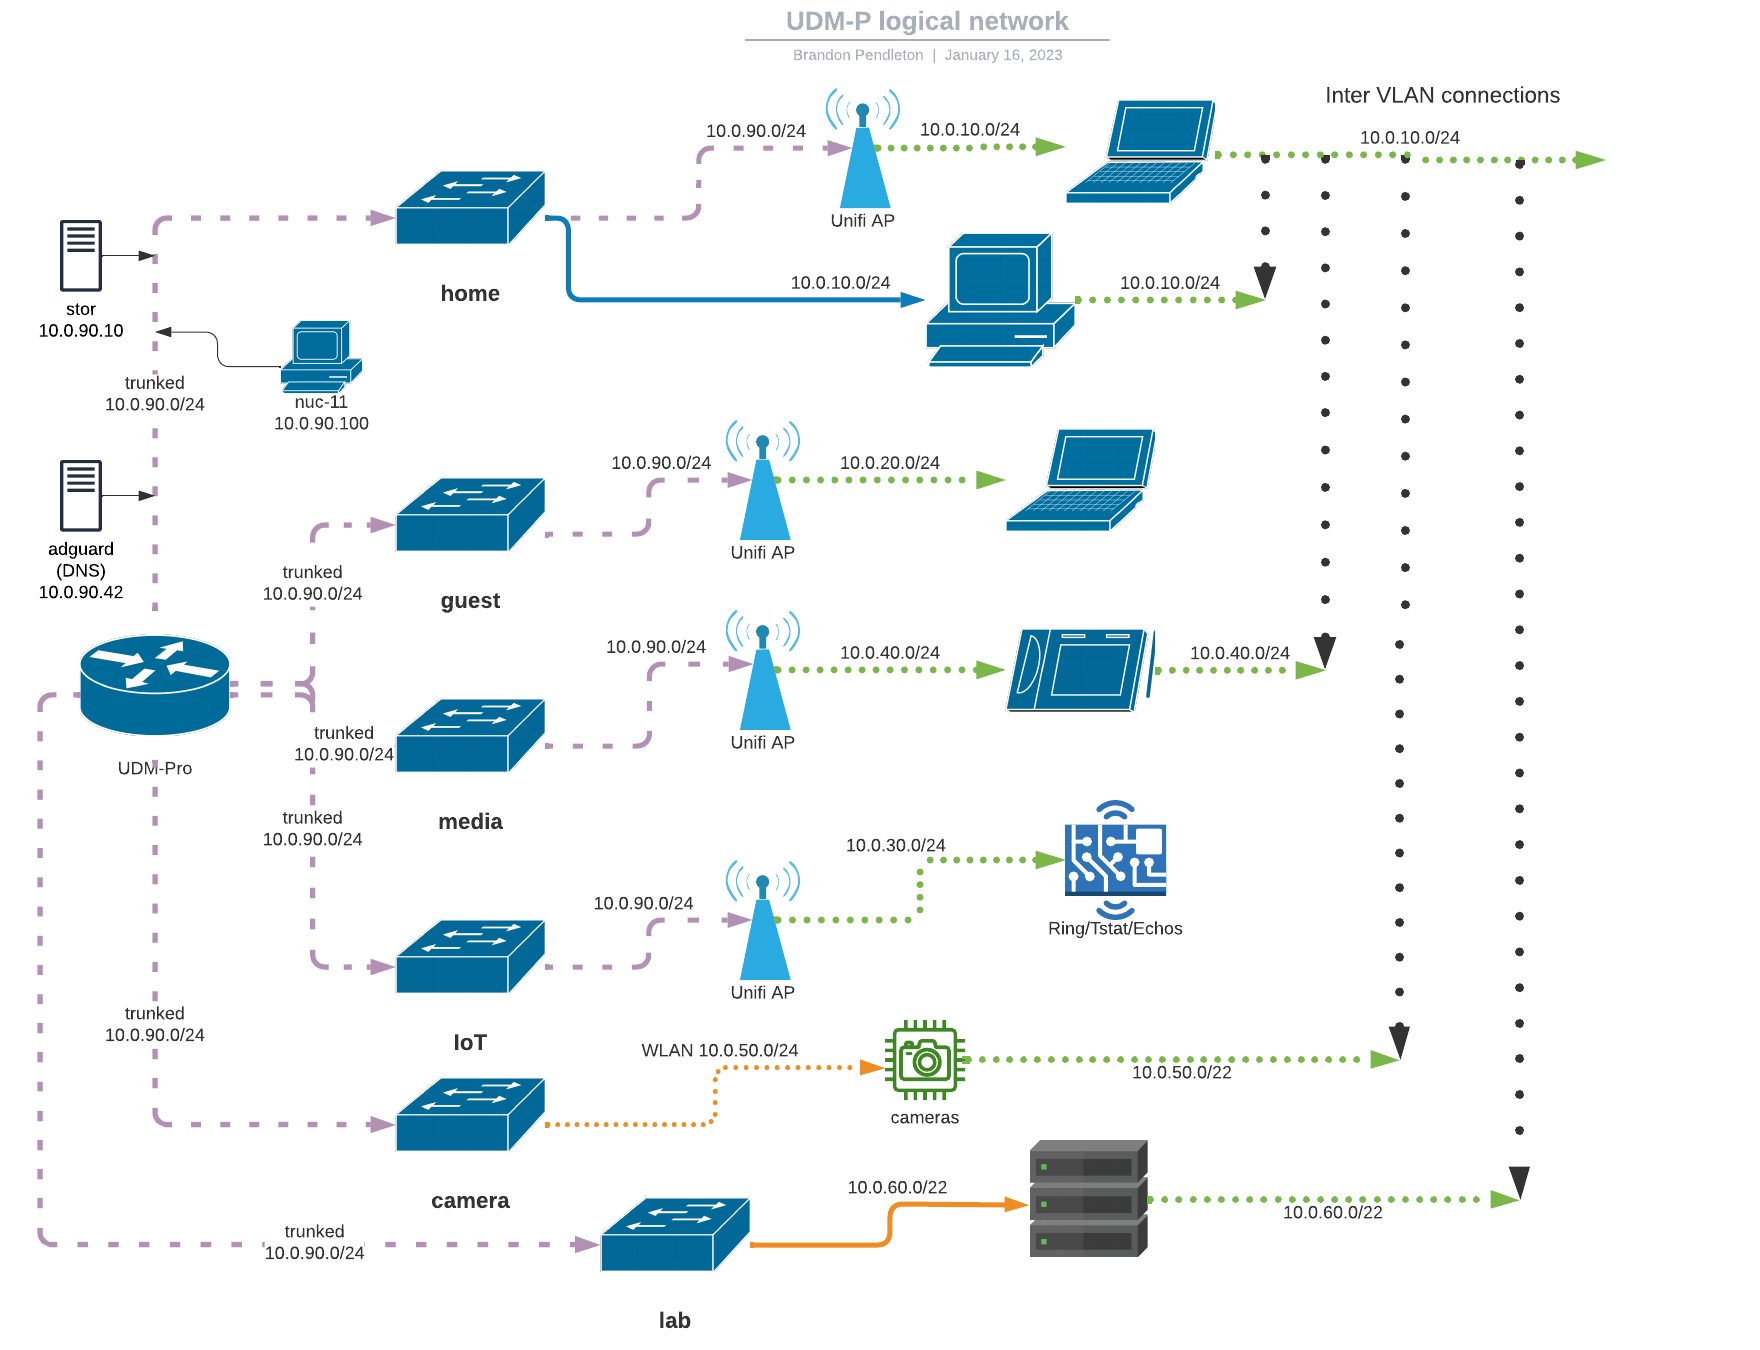 UDM-P logical network
Brandon Pendleton | January 16, 2023
Inter VLAN connections
10.0.90.0/24
10.0.10.0/24
10.0.10.0/24
Unifi AP
home
10.0.10.0/24
10.0.10.0/24
stor
10.0.90.10
trunked
10.0.90.0/24
nuc-11
10.0.90.100
10.0.90.0/24
10.0.20.0/24
Unifi AP
adguard
(DNS)
10.0.90.42
trunked
10.0.90.0/24
guest
10.0.90.0/24
10.0.40.0/24
10.0.40.0/24
Unifi AP
UDM-Pro
trunked
10.0.90.0/24
media
trunked
10.0.90.0/24
10.0.30.0/24
10.0.90.0/24
Ring/Tstat/Echos
Unifi AP
trunked
10.0.90.0/24
IoT
WLAN 10.0.50.0/24
10.0.50.0/22
cameras
camera
10.0.60.0/22
10.0.60.0/22
trunked
10.0.90.0/24
lab